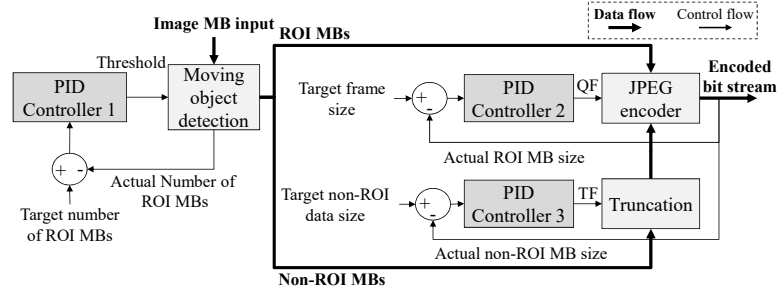 Image MB input
ROI MBs
Data flow
Control flow
Threshold
PID
Controller 1
Moving
object
detection
+
-
Actual Number of
ROI MBs
Target number
of ROI MBs
Target frame
size
+
-
PID
Controller 2
QF
JPEG
encoder
Encoded
bit stream
Actual ROI MB size
Target non-ROI
data size
+
-
PID
Controller 3
TF
Truncation
Actual non-ROI MB size
Non-ROI MBs